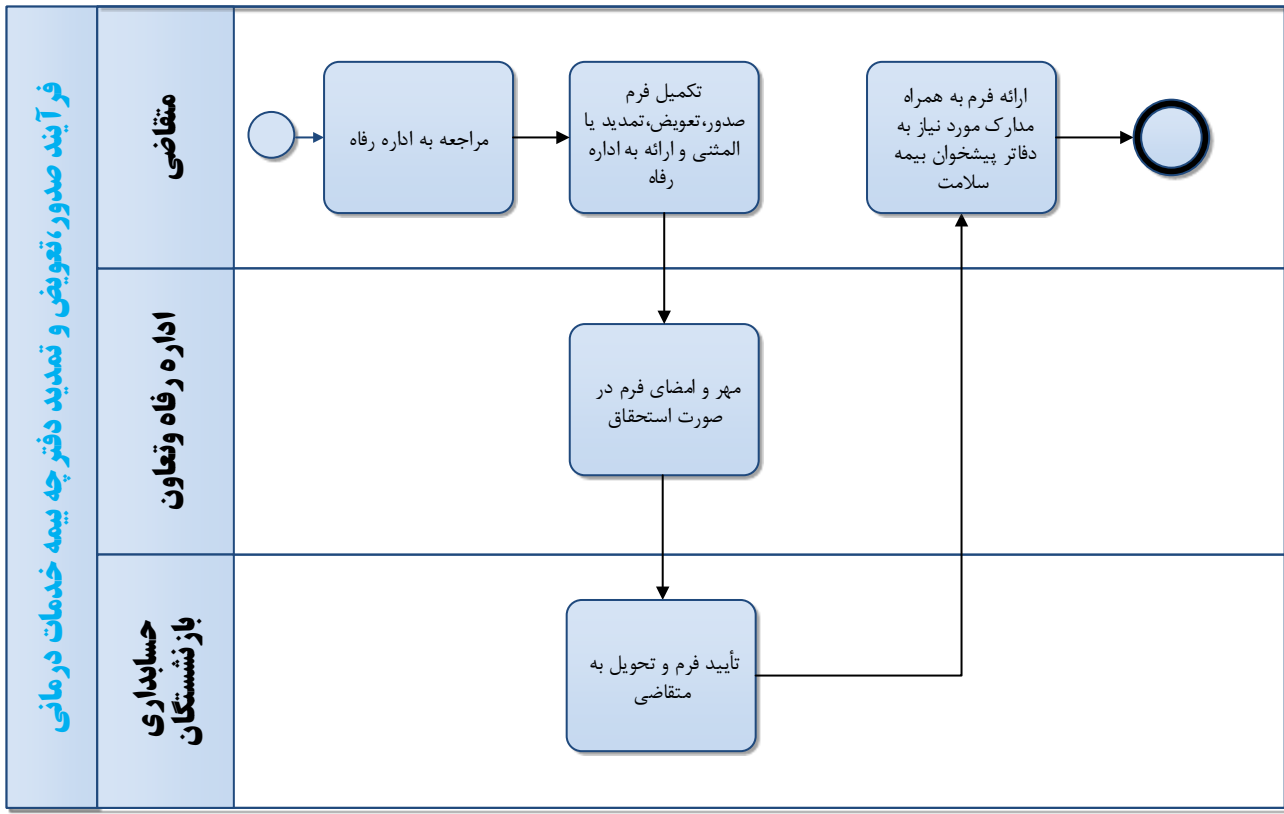 فرآیند صدور،تعویض و تمدید دفترچه بیمه خدمات درمانی
متقاضی
مراجعه به اداره رفاه
تکمیل فرم
صدور،تعویض،تمدید یا
المثنی و ارائه به اداره
رفاه
ارائه فرم به همراه
مدارک مورد نیاز به
دفاتر پیشخوان بیمه
سلامت
اداره رفاه وتعاون
مهر و امضای فرم در
صورت استحقاق
حسابداری
بازنشستگان
تأیید فرم و تحویل به
متقاضی